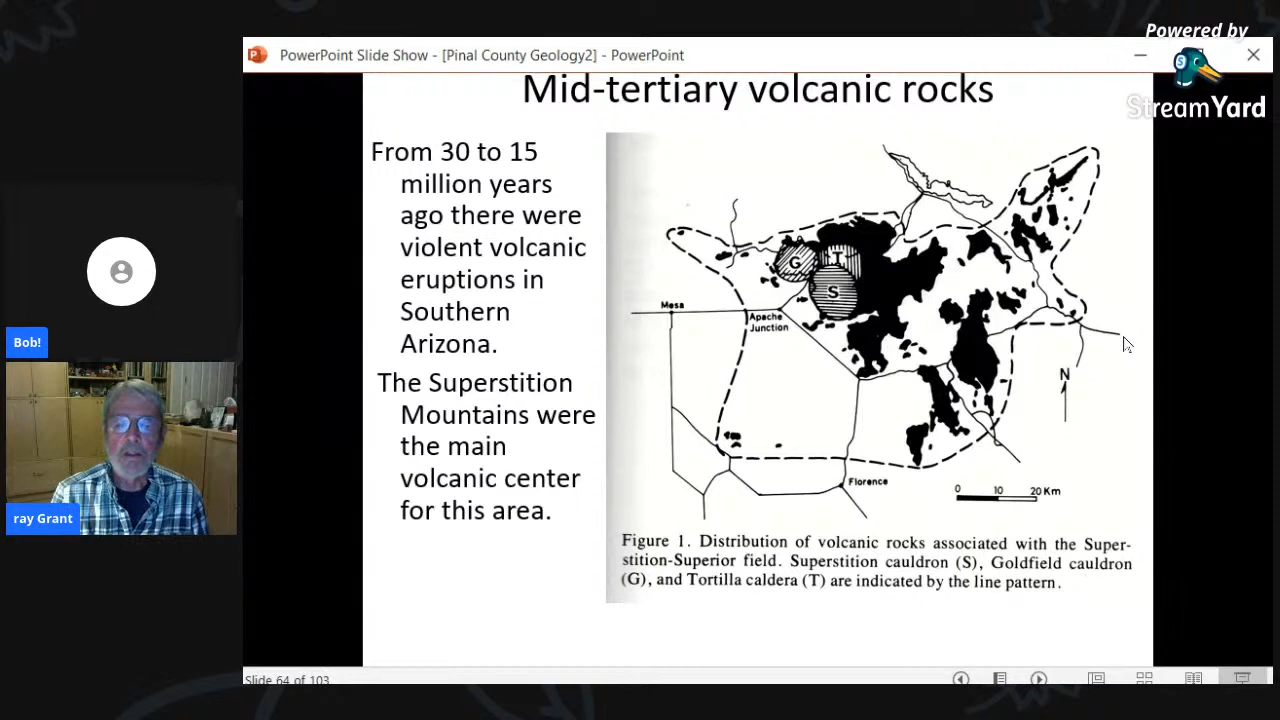 Powered by
StreamYard
PowerPoint Slide Show - [Pinal County Geology2] - PowerPoint
Mid-tertiary volcanic rocks
From 30 to 15
million years
ago there were
violent volcanic
eruptions in
Southern
Arizona.
The Superstition
Mountains were
the main
volcanic center
for this area.
G
T
S
Mesa
Apache
Junction
N
Florence
0 10 20 Km
Figure 1. Distribution of volcanic rocks associated with the Super-
stition-Superior field. Superstition cauldron (S), Goldfield cauldron
(G), and Tortilla caldera (T) are indicated by the line pattern.
Bob!
ray Grant
Slide 64 of 103